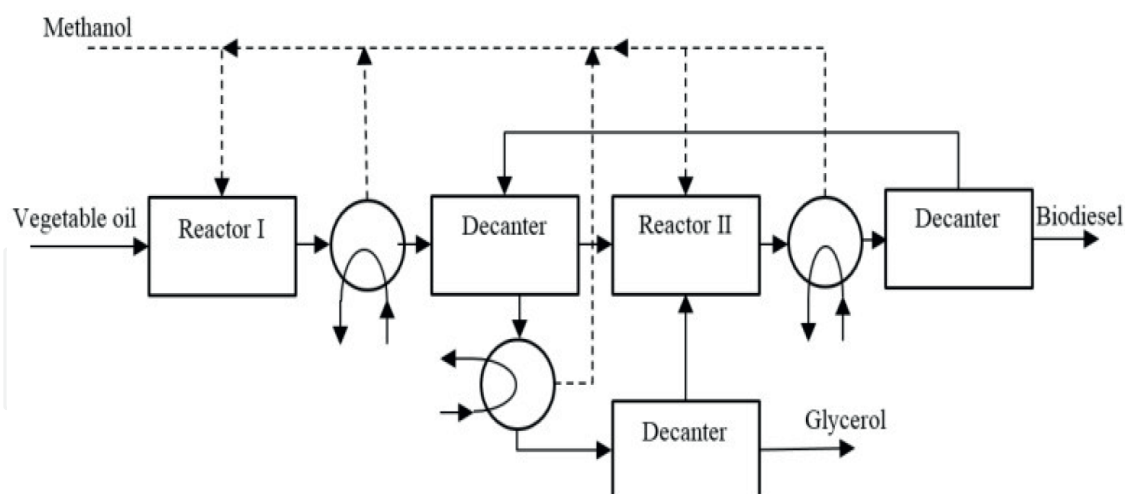 Methanol
Vegetable oil
Reactor I
Decanter
Reactor II
Decanter
Biodiesel
Decanter
Glycerol